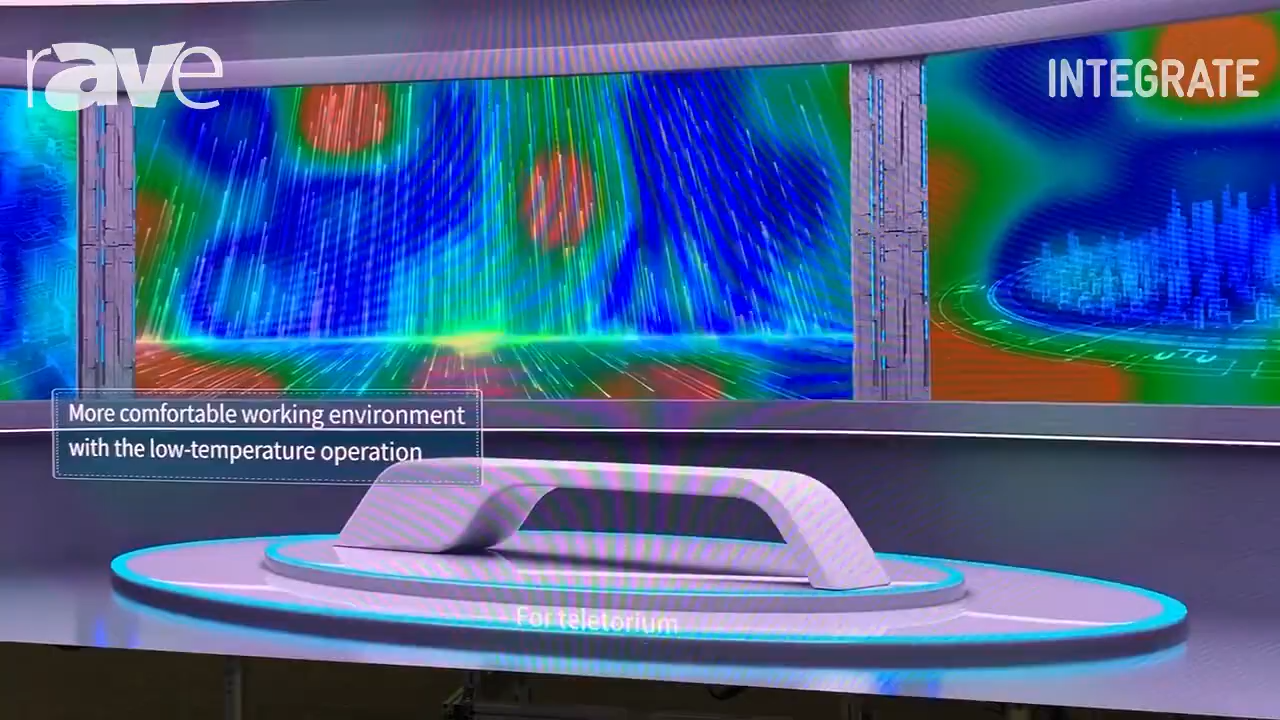 rAVe
INTEGRATE
More comfortable working environment
with the low-temperature operation
For teletorium